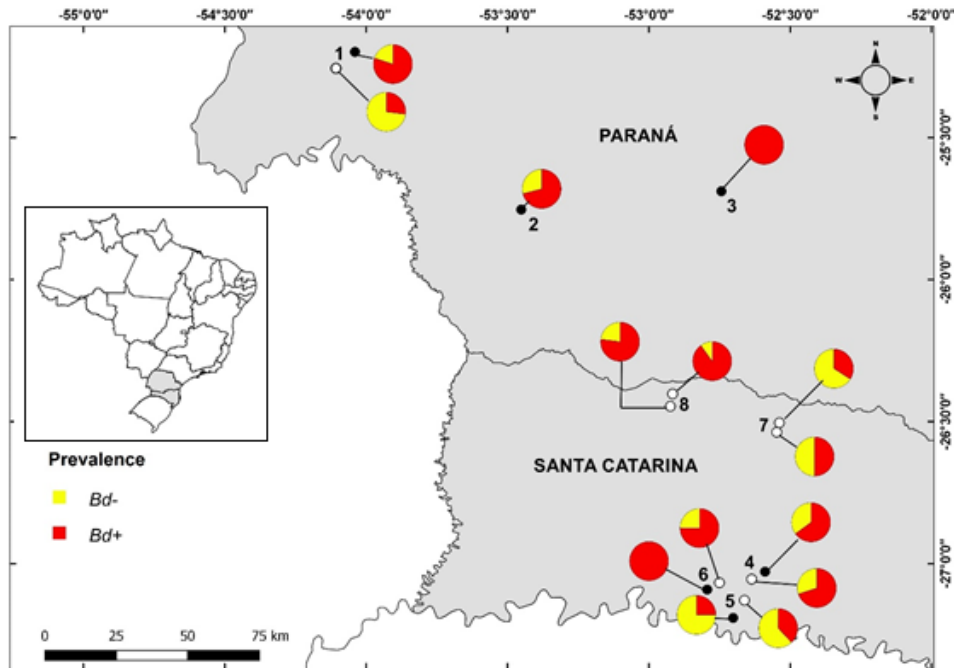 -55°0'0" -54°30'0" -54°0'0" -53°30'0" -53°0'0" -52°30'0" -52°0'0"
N
W E
S
1
PARANÁ
-25°30'0"
2
3
-26°0'0"
8
7
-26°30'0"
SANTA CATARINA
Prevalence
Bd-
Bd+
6
4
5
-27°0'0"
0 25 50 75 km